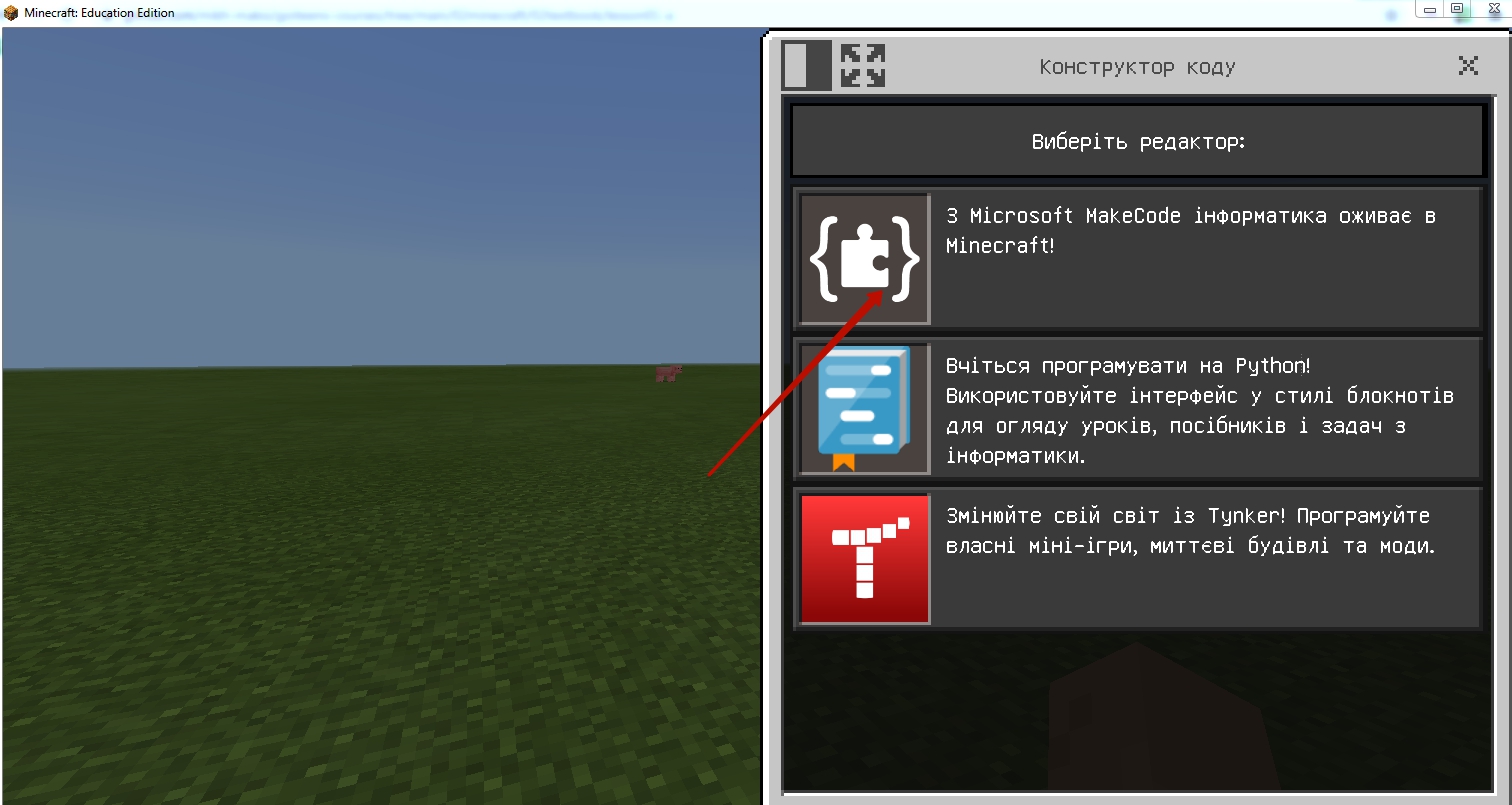 Minecraft: Education Edition
Конструктор коду
Виберіть редактор:
З Microsoft MakeCode інформатика оживає в
Minecraft!
Вчіться програмувати на Python!
Використовуйте інтерфейс у стилі блокнотів
для огляду уроків, посібників і задач з
інформатики.
Змінюйте свій світ із Tynker! Програмуйте
власні міні-ігри, миттєві будівлі та моди.